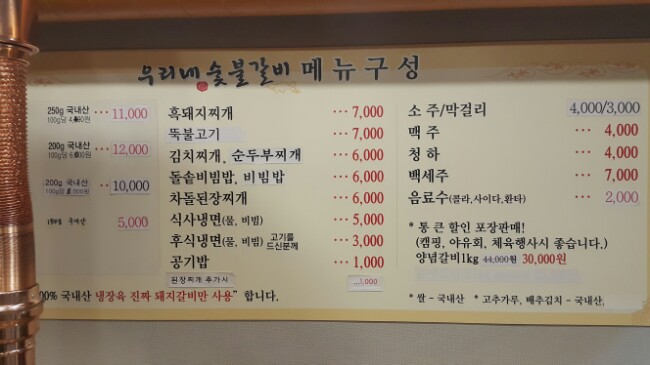 우리네 숯불갈비 메뉴구성
250g 국내산 ··· 11,000
200g 국내산 ··· 12,000
200g 국내산 ··· 10,000
국내산 5,000
흑돼지찌개 ··· 7,000
뚝불고기 ··· 7,000
김치찌개, 순두부찌개 ··· 6,000
돌솥비빔밥, 비빔밥 ··· 6,000
차돌된장찌개 ··· 6,000
식사냉면(물, 비빔) ··· 5,000
후식냉면(물, 비빔) 고기를 드신분께 ··· 3,000
공기밥 ··· 1,000
된장찌개 추가시 ...1,000
소 주/막걸리 4,000/3,000
맥 주 ··· 4,000
청 하 ··· 4,000
백세주 ··· 7,000
음료수(콜라,사이다,환타) ··· 2,000
* 통 큰 할인 포장판매!
(캠핑, 야유회, 체육행사시 좋습니다.)
양념갈비1kg 44,000원 30,000원
00% 국내산 냉장육 진짜 돼지갈비만 사용" 합니다.
* 쌀 - 국내산 * 고추가루, 배추김치 - 국내산,